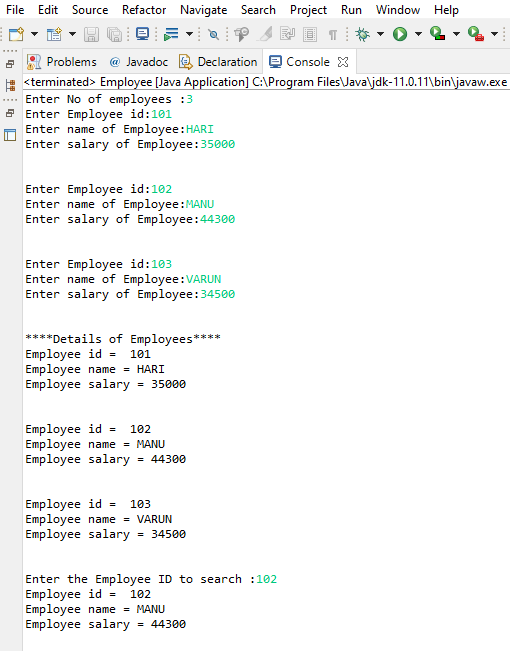 File Edit Source Refactor Navigate Search Project Run Window Help
Problems @ Javadoc Declaration Console
<terminated> Employee [Java Application] C:\Program Files\Java\jdk-11.0.11\bin\javaw.exe
Enter No of employees :3
Enter Employee id:101
Enter name of Employee:HARI
Enter salary of Employee:35000
Enter Employee id:102
Enter name of Employee:MANU
Enter salary of Employee:44300
Enter Employee id:103
Enter name of Employee:VARUN
Enter salary of Employee:34500
****Details of Employees****
Employee id =  101
Employee name = HARI
Employee salary = 35000
Employee id =  102
Employee name = MANU
Employee salary = 44300
Employee id =  103
Employee name = VARUN
Employee salary = 34500
Enter the Employee ID to search :102
Employee id =  102
Employee name = MANU
Employee salary = 44300